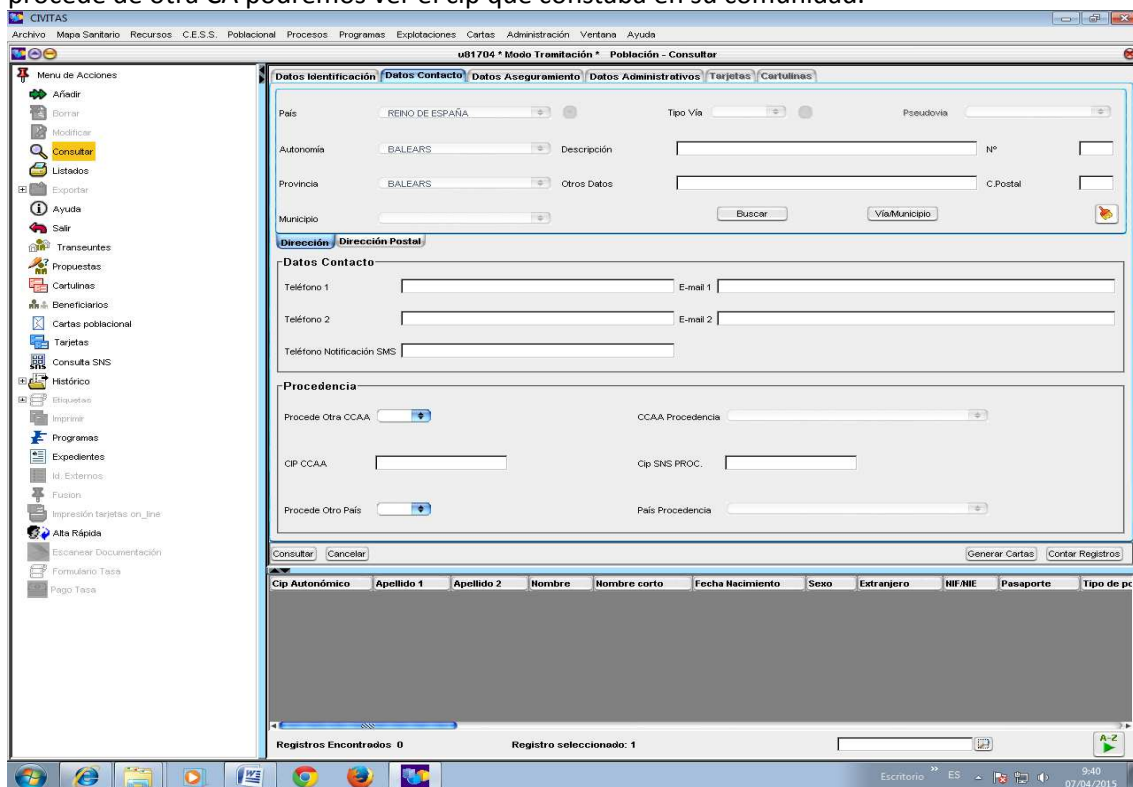 procede de otra CA podremos ver el cip que constaba en su comunidad.
CIVITAS
Archivo Mapa Sanitario Recursos C.E.S.S. Poblacional Procesos Programas Explotaciones Cartas Administración Ventana Ayuda
u81704 * Modo Tramitación * Población - Consultar
Menu de Acciones
Añadir
Borrar
Modificar
Consultar
Listados
Exportar
Ayuda
Salir
Transeuntes
Propuestas
Cartulinas
Beneficiarios
Cartas poblacional
Tarjetas
Consulta SNS
Histórico
Etiquetas
Imprimir
Programas
Expedientes
Id. Externos
Fusion
Impresión tarjetas on_line
Alta Rápida
Escanear Documentación
Formulario Tasa
Pago Tasa
Datos Identificación Datos Contacto Datos Aseguramiento Datos Administrativos Tarjetas Cartulinas
País REINO DE ESPAÑA Tipo Vía Pseudovia
Autonomía BALEARS Descripción Nº
Provincia BALEARS Otros Datos C.Postal
Municipio Buscar Vía/Municipio
Dirección Dirección Postal
Datos Contacto
Teléfono 1 E-mail 1
Teléfono 2 E-mail 2
Teléfono Notificación SMS
Procedencia
Procede Otra CCAA CCAA Procedencia
CIP CCAA Cip SNS PROC.
Procede Otro País País Procedencia
Consultar Cancelar Generar Cartas Contar Registros
Cip Autonómico Apellido 1 Apellido 2 Nombre Nombre corto Fecha Nacimiento Sexo Extranjero NIF/NIE Pasaporte Tipo de po
Registros Encontrados 0 Registro seleccionado: 1 A-Z
Escritorio » ES 9:40
07/04/2015